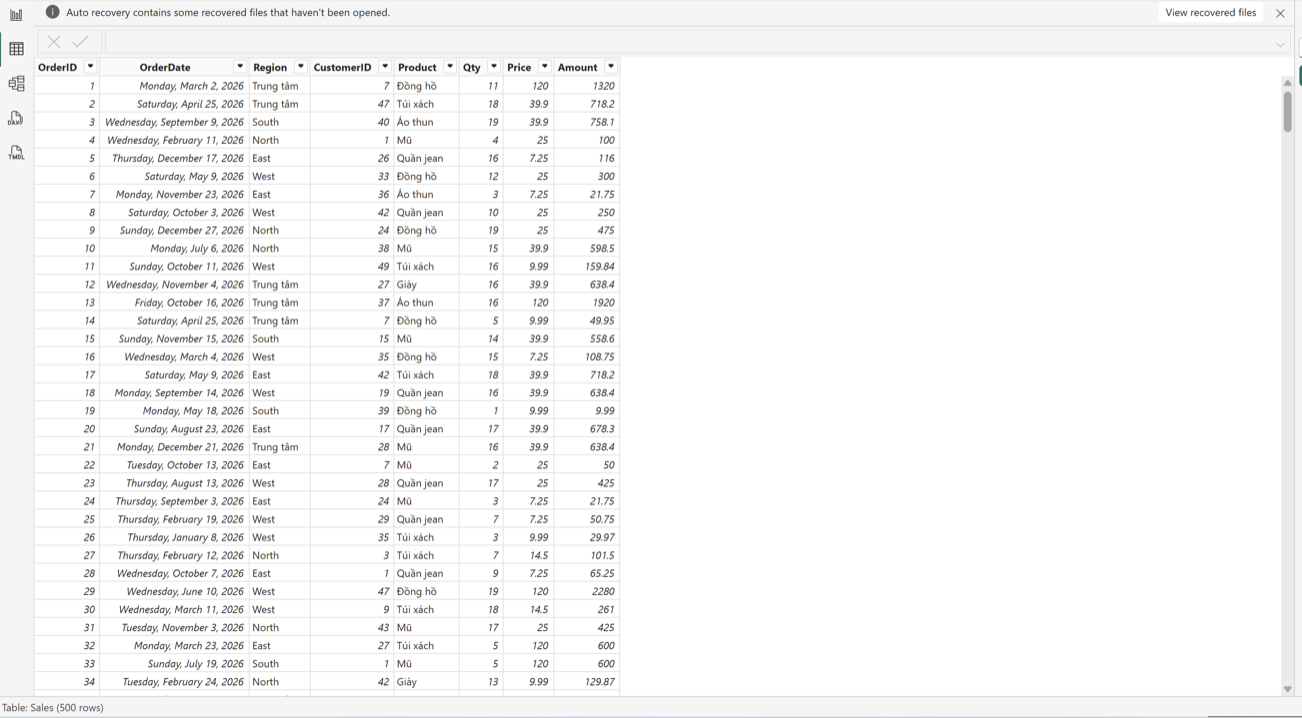 Auto recovery contains some recovered files that haven't been opened. View recovered files
OrderID OrderDate Region CustomerID Product Qty Price Amount
1 Monday, March 2, 2026 Trung tâm 7 Đồng hồ 11 120 1320
2 Saturday, April 25, 2026 Trung tâm 47 Túi xách 18 39.9 718.2
3 Wednesday, September 9, 2026 South 40 Áo thun 19 39.9 758.1
4 Wednesday, February 11, 2026 North 1 Mũ 4 25 100
5 Thursday, December 17, 2026 East 26 Quần jean 16 7.25 116
6 Saturday, May 9, 2026 West 33 Đồng hồ 12 25 300
7 Monday, November 23, 2026 East 36 Áo thun 3 7.25 21.75
8 Saturday, October 3, 2026 West 42 Quần jean 10 25 250
9 Sunday, December 27, 2026 North 24 Đồng hồ 19 25 475
10 Monday, July 6, 2026 North 38 Mũ 15 39.9 598.5
11 Sunday, October 11, 2026 West 49 Túi xách 16 9.99 159.84
12 Wednesday, November 4, 2026 Trung tâm 27 Giày 16 39.9 638.4
13 Friday, October 16, 2026 Trung tâm 37 Áo thun 16 120 1920
14 Saturday, April 25, 2026 Trung tâm 7 Đồng hồ 5 9.99 49.95
15 Sunday, November 15, 2026 South 15 Mũ 14 39.9 558.6
16 Wednesday, March 4, 2026 West 35 Đồng hồ 15 7.25 108.75
17 Saturday, May 9, 2026 East 42 Túi xách 18 39.9 718.2
18 Monday, September 14, 2026 West 19 Quần jean 16 39.9 638.4
19 Monday, May 18, 2026 South 39 Đồng hồ 1 9.99 9.99
20 Sunday, August 23, 2026 East 17 Quần jean 17 39.9 678.3
21 Monday, December 21, 2026 Trung tâm 28 Mũ 16 39.9 638.4
22 Tuesday, October 13, 2026 East 7 Mũ 2 25 50
23 Thursday, August 13, 2026 West 28 Quần jean 17 25 425
24 Thursday, September 3, 2026 East 24 Mũ 3 7.25 21.75
25 Thursday, February 19, 2026 West 29 Quần jean 7 7.25 50.75
26 Thursday, January 8, 2026 West 35 Túi xách 3 9.99 29.97
27 Thursday, February 12, 2026 North 3 Túi xách 7 14.5 101.5
28 Wednesday, October 7, 2026 East 1 Quần jean 9 7.25 65.25
29 Wednesday, June 10, 2026 West 47 Đồng hồ 19 120 2280
30 Wednesday, March 11, 2026 West 9 Túi xách 18 14.5 261
31 Tuesday, November 3, 2026 North 43 Mũ 17 25 425
32 Monday, March 23, 2026 East 27 Túi xách 5 120 600
33 Sunday, July 19, 2026 South 1 Mũ 5 120 600
34 Tuesday, February 24, 2026 North 42 Giày 13 9.99 129.87
DAX
TMDL
Table: Sales (500 rows)